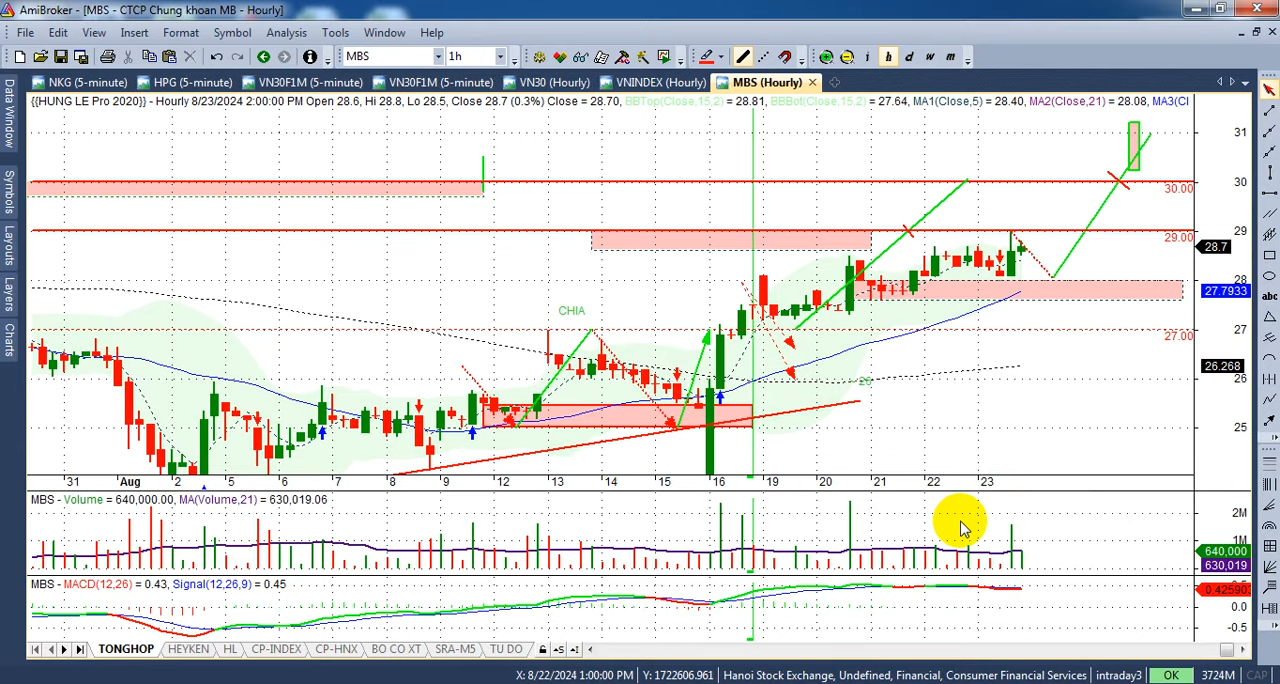 AmiBroker - [MBS - CTCP Chung khoan MB - Hourly]
File Edit View Insert Format Symbol Analysis Tools Window Help
MBS 1h i h d w m
NKG (5-minute) HPG (5-minute) VN30F1M (5-minute) VN30F1M (5-minute) VN30 (Hourly) VNINDEX (Hourly) MBS (Hourly)
Data Window
Symbols
Layouts
Layers
Charts
abc
{{HUNG LE Pro 2020}} - Hourly 8/23/2024 2:00:00 PM Open 28.6, Hi 28.8, Lo 28.5, Close 28.7 (0.3%) Close = 28.70, BBTop(Close,15,2) = 28.81, BBBot(Close,15,2) = 27.64, MA1(Close,5) = 28.40, MA2(Close,21) = 28.08, MA3(Cl
31
30
30.00
29
29.00
28.7
28
27.7933
CHIA
27
27.00
26.268
26
26
25
31 Aug 2 5 6 7 8 9 12 13 14 15 16 19 20 21 22 23
MBS - Volume = 640,000.00, MA(Volume,21) = 630,019.06
2M
1M
640,000
630,019
MBS - MACD(12,26) = 0.43, Signal(12,26,9) = 0.45
0.42590
0.0
-0.5
TONGHOP HEYKEN HL CP-INDEX CP-HNX BO CO XT SRA-M5 TU DO
X: 8/22/2024 1:00:00 PM Y: 1722606.961 Hanoi Stock Exchange, Undefined, Financial, Consumer Financial Services intraday3 OK 3724M CAP